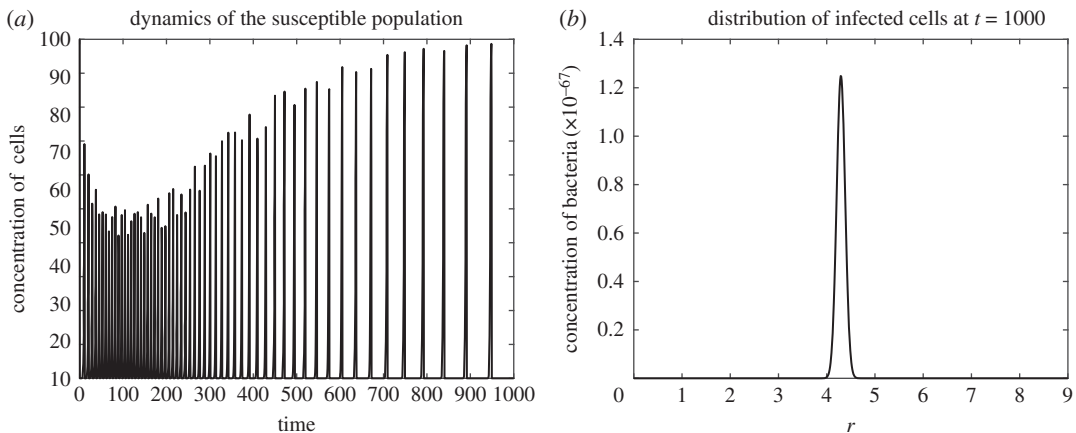 (a) dynamics of the susceptible population
100
90
80
70
60
50
40
30
20
10
concentration of cells
0 100 200 300 400 500 600 700 800 900 1000
time
(b) distribution of infected cells at t = 1000
1.4
1.2
1.0
0.8
0.6
0.4
0.2
concentration of bacteria (×10⁻⁶⁷)
0 1 2 3 4 5 6 7 8 9
r